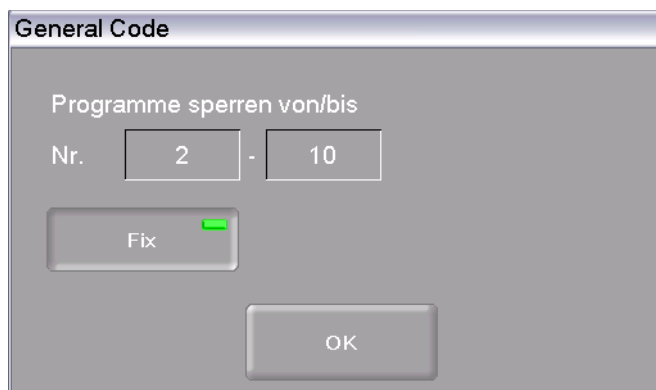 General Code
Programme sperren von/bis
Nr. 2 - 10
Fix
OK